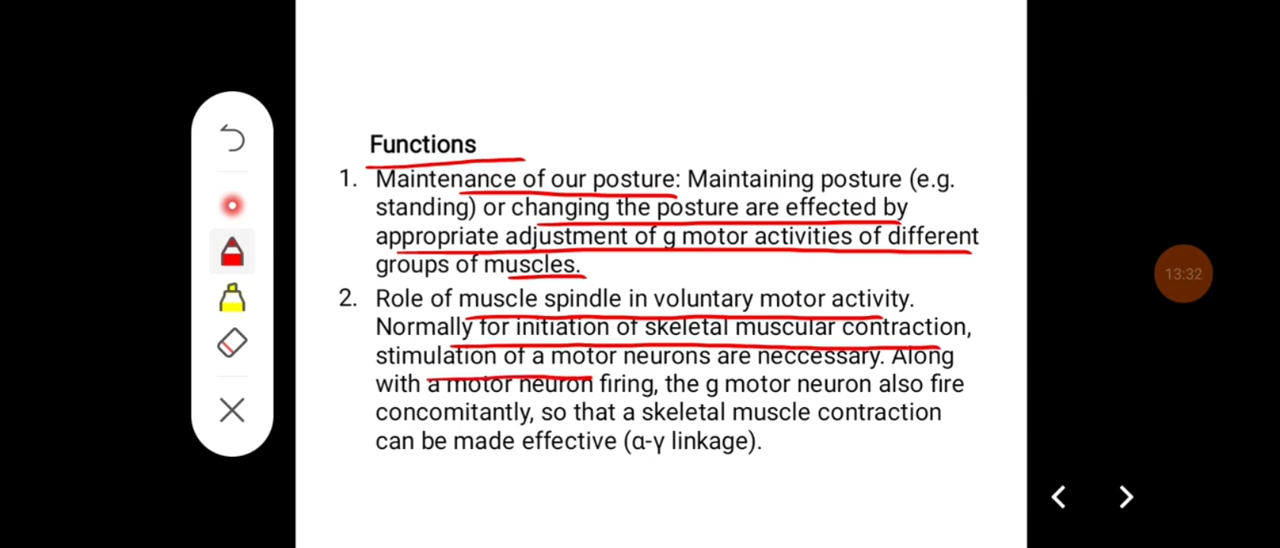 Functions
1. Maintenance of our posture: Maintaining posture (e.g.
standing) or changing the posture are effected by
appropriate adjustment of g motor activities of different
groups of muscles.
2. Role of muscle spindle in voluntary motor activity.
Normally for initiation of skeletal muscular contraction,
stimulation of a motor neurons are neccessary. Along
with a motor neuron firing, the g motor neuron also fire
concomitantly, so that a skeletal muscle contraction
can be made effective (α-γ linkage).
13:32